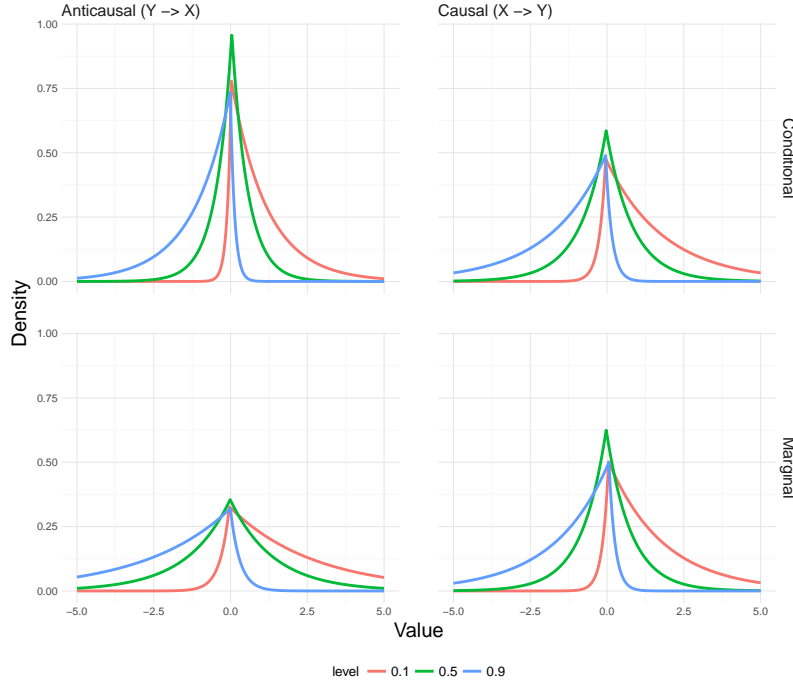 Anticausal (Y −> X)
Causal (X −> Y)
1.00
0.75
0.50
0.25
0.00
Conditional
1.00
0.75
0.50
0.25
0.00
Marginal
Density
−5.0 −2.5 0.0 2.5 5.0
−5.0 −2.5 0.0 2.5 5.0
Value
level 0.1 0.5 0.9